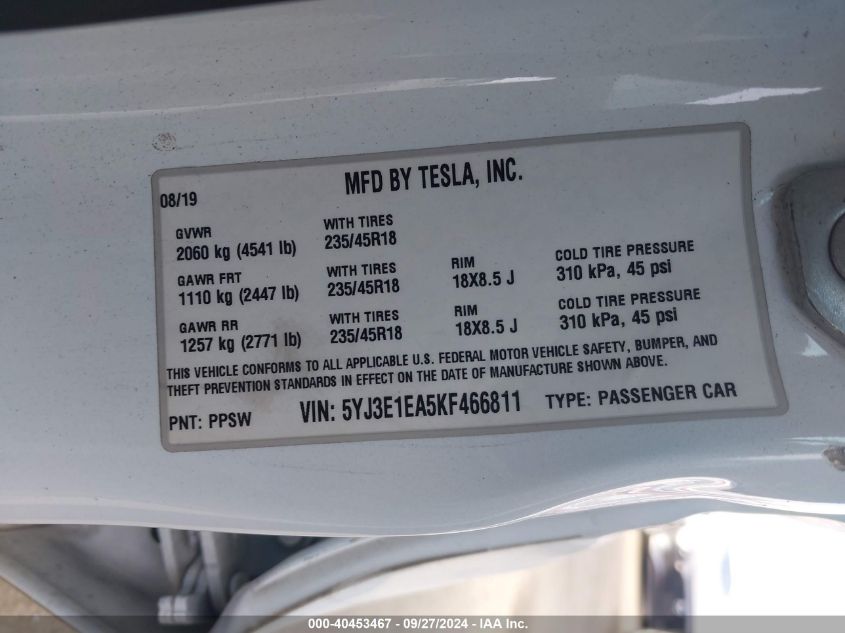 MFD BY TESLA, INC.
08/19
GVWR WITH TIRES
2060 kg (4541 lb) 235/45R18
GAWR FRT WITH TIRES RIM COLD TIRE PRESSURE
1110 kg (2447 lb) 235/45R18 18X8.5 J 310 kPa, 45 psi
GAWR RR WITH TIRES RIM COLD TIRE PRESSURE
1257 kg (2771 lb) 235/45R18 18X8.5 J 310 kPa, 45 psi
THIS VEHICLE CONFORMS TO ALL APPLICABLE U.S. FEDERAL MOTOR VEHICLE SAFETY, BUMPER, AND
THEFT PREVENTION STANDARDS IN EFFECT ON THE DATE OF MANUFACTURE SHOWN ABOVE.
PNT: PPSW VIN: 5YJ3E1EA5KF466811 TYPE: PASSENGER CAR
000-40453467 - 09/27/2024 - IAA Inc.